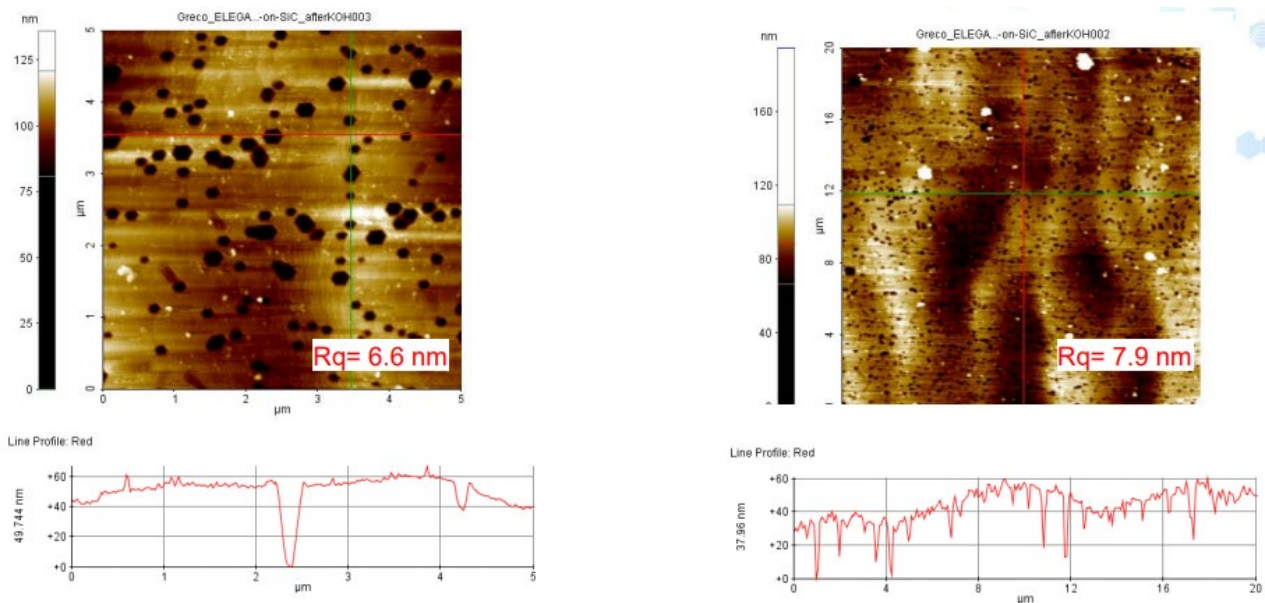 Greco_ELEGA...-on-SiC_afterKOH003
nm
125
100
75
50
25
0
5
4
3
2
1
0
µm
0 1 2 3 4 5
µm
Rq= 6.6 nm
Line Profile: Red
49.744 nm
+60
+40
+20
+0
0 1 2 3 4 5
µm
Greco_ELEGA...-on-SiC_afterKOH002
nm
160
120
80
40
20
16
12
8
4
µm
Rq= 7.9 nm
Line Profile: Red
37.96 nm
+60
+40
+20
+0
0 4 8 12 16 20
µm